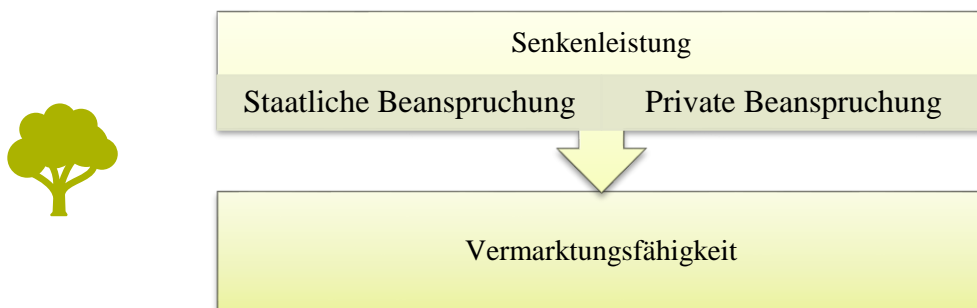 Senkenleistung
Staatliche Beanspruchung Private Beanspruchung
Vermarktungsfähigkeit